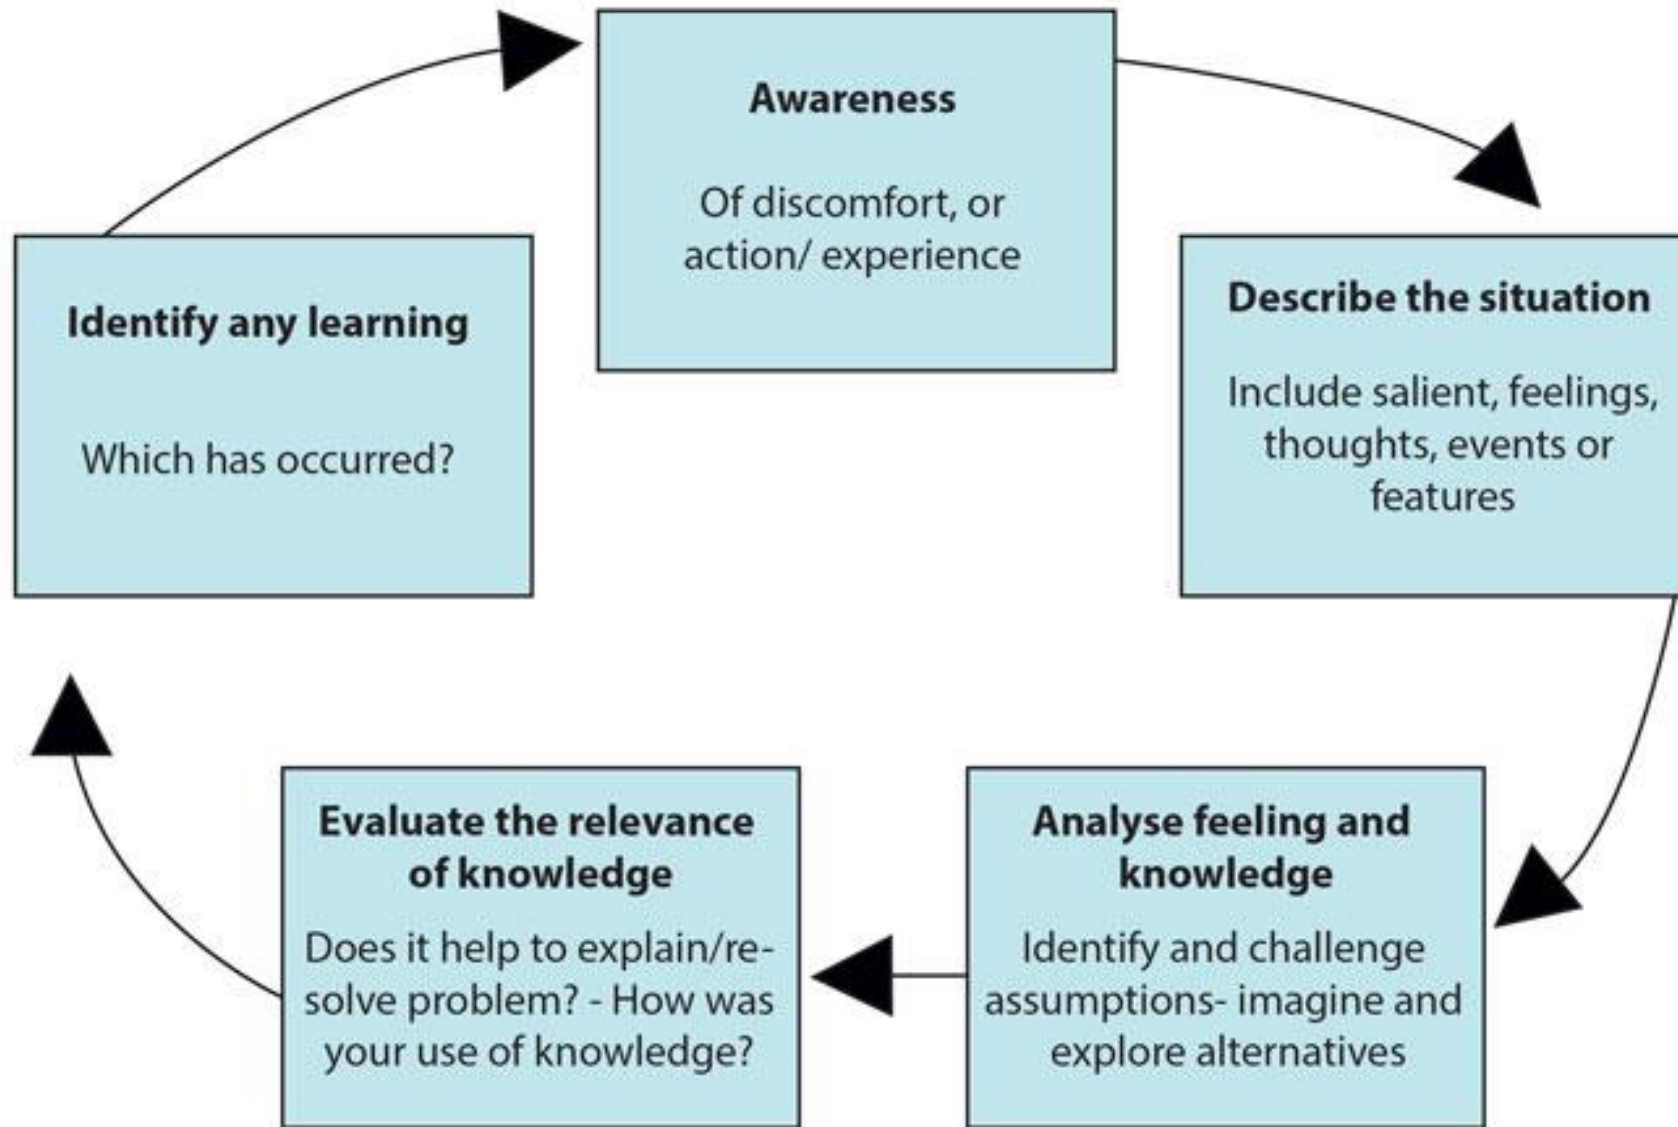 Awareness
Of discomfort, or
action/ experience
Describe the situation
Include salient, feelings,
thoughts, events or
features
Analyse feeling and
knowledge
Identify and challenge
assumptions- imagine and
explore alternatives
Evaluate the relevance
of knowledge
Does it help to explain/re-
solve problem? - How was
your use of knowledge?
Identify any learning
Which has occurred?